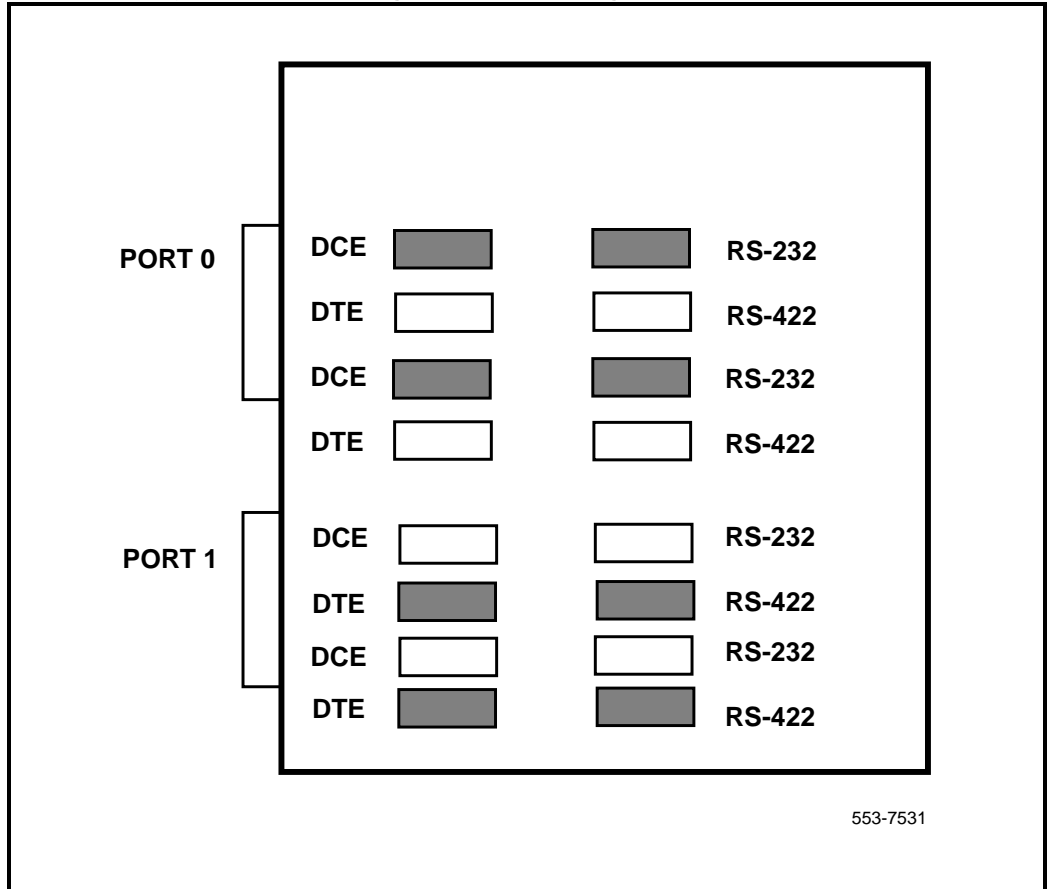 PORT 0
DCE RS-232
DTE RS-422
DCE RS-232
DTE RS-422
PORT 1
DCE RS-232
DTE RS-422
DCE RS-232
DTE RS-422
553-7531